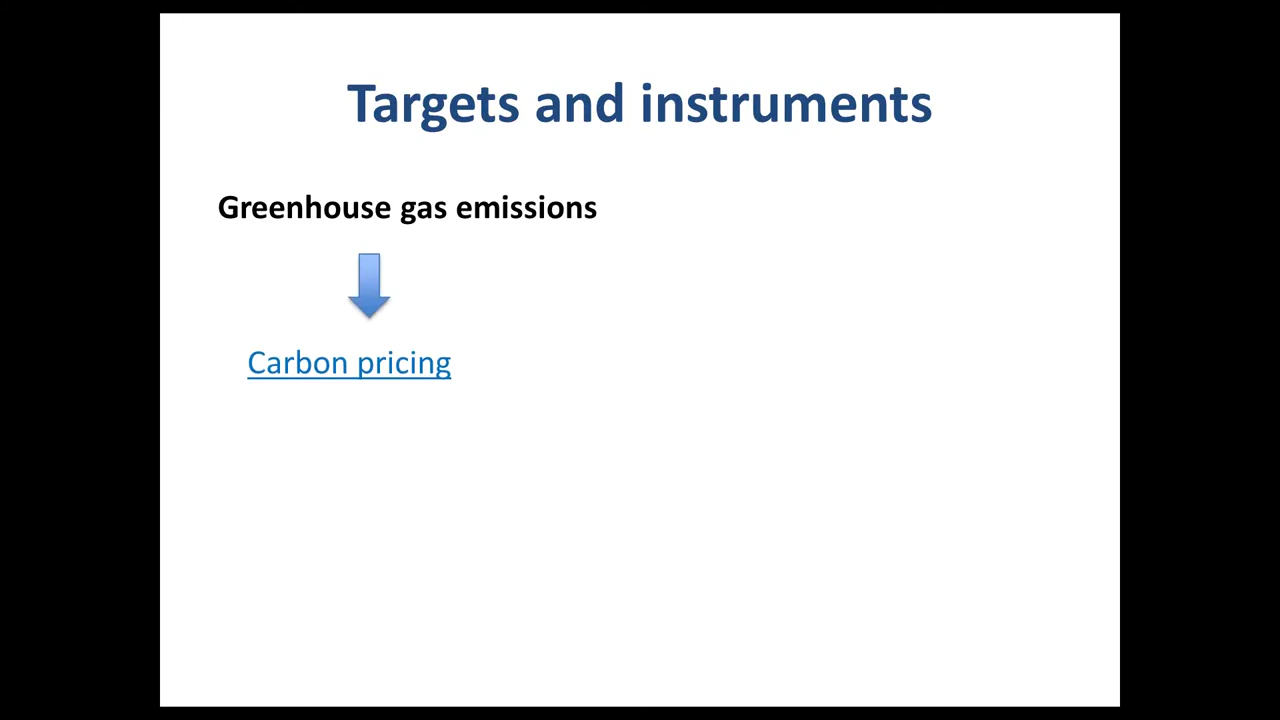 Targets and instruments
Greenhouse gas emissions
Carbon pricing